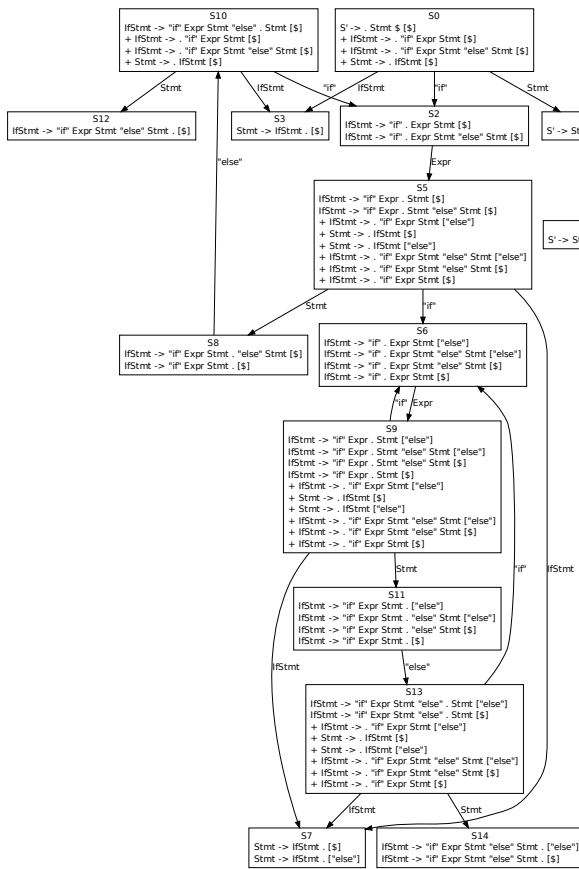 S10
IfStmt -> "if" Expr Stmt "else" . Stmt [$]
+ IfStmt -> . "if" Expr Stmt [$]
+ IfStmt -> . "if" Expr Stmt "else" Stmt [$]
+ Stmt -> . IfStmt [$]
S0
S' -> . Stmt $ [$]
+ IfStmt -> . "if" Expr Stmt [$]
+ IfStmt -> . "if" Expr Stmt "else" Stmt [$]
+ Stmt -> . IfStmt [$]
Stmt
IfStmt
"if"
IfStmt
"if"
Stmt
S12
IfStmt -> "if" Expr Stmt "else" Stmt . [$]
S3
Stmt -> IfStmt . [$]
S2
IfStmt -> "if" . Expr Stmt [$]
IfStmt -> "if" . Expr Stmt "else" Stmt [$]
S' -> St
"else"
Expr
S5
IfStmt -> "if" Expr . Stmt [$]
IfStmt -> "if" Expr . Stmt "else" Stmt [$]
+ IfStmt -> . "if" Expr Stmt ["else"]
+ Stmt -> . IfStmt [$]
+ Stmt -> . IfStmt ["else"]
+ IfStmt -> . "if" Expr Stmt "else" Stmt ["else"]
+ IfStmt -> . "if" Expr Stmt "else" Stmt [$]
+ IfStmt -> . "if" Expr Stmt [$]
S' -> St
Stmt
"if"
S8
IfStmt -> "if" Expr Stmt . "else" Stmt [$]
IfStmt -> "if" Expr Stmt . [$]
S6
IfStmt -> "if" . Expr Stmt ["else"]
IfStmt -> "if" . Expr Stmt "else" Stmt ["else"]
IfStmt -> "if" . Expr Stmt "else" Stmt [$]
IfStmt -> "if" . Expr Stmt [$]
"if"
Expr
S9
IfStmt -> "if" Expr . Stmt ["else"]
IfStmt -> "if" Expr . Stmt "else" Stmt ["else"]
IfStmt -> "if" Expr . Stmt "else" Stmt [$]
IfStmt -> "if" Expr . Stmt [$]
+ IfStmt -> . "if" Expr Stmt ["else"]
+ Stmt -> . IfStmt [$]
+ Stmt -> . IfStmt ["else"]
+ IfStmt -> . "if" Expr Stmt "else" Stmt ["else"]
+ IfStmt -> . "if" Expr Stmt "else" Stmt [$]
+ IfStmt -> . "if" Expr Stmt [$]
Stmt
"if"
IfStmt
S11
IfStmt -> "if" Expr Stmt . ["else"]
IfStmt -> "if" Expr Stmt . "else" Stmt ["else"]
IfStmt -> "if" Expr Stmt . "else" Stmt [$]
IfStmt -> "if" Expr Stmt . [$]
IfStmt
"else"
S13
IfStmt -> "if" Expr Stmt "else" . Stmt ["else"]
IfStmt -> "if" Expr Stmt "else" . Stmt [$]
+ IfStmt -> . "if" Expr Stmt ["else"]
+ Stmt -> . IfStmt [$]
+ Stmt -> . IfStmt ["else"]
+ IfStmt -> . "if" Expr Stmt "else" Stmt ["else"]
+ IfStmt -> . "if" Expr Stmt "else" Stmt [$]
+ IfStmt -> . "if" Expr Stmt [$]
IfStmt
Stmt
S7
Stmt -> IfStmt . [$]
Stmt -> IfStmt . ["else"]
S14
IfStmt -> "if" Expr Stmt "else" Stmt . ["else"]
IfStmt -> "if" Expr Stmt "else" Stmt . [$]